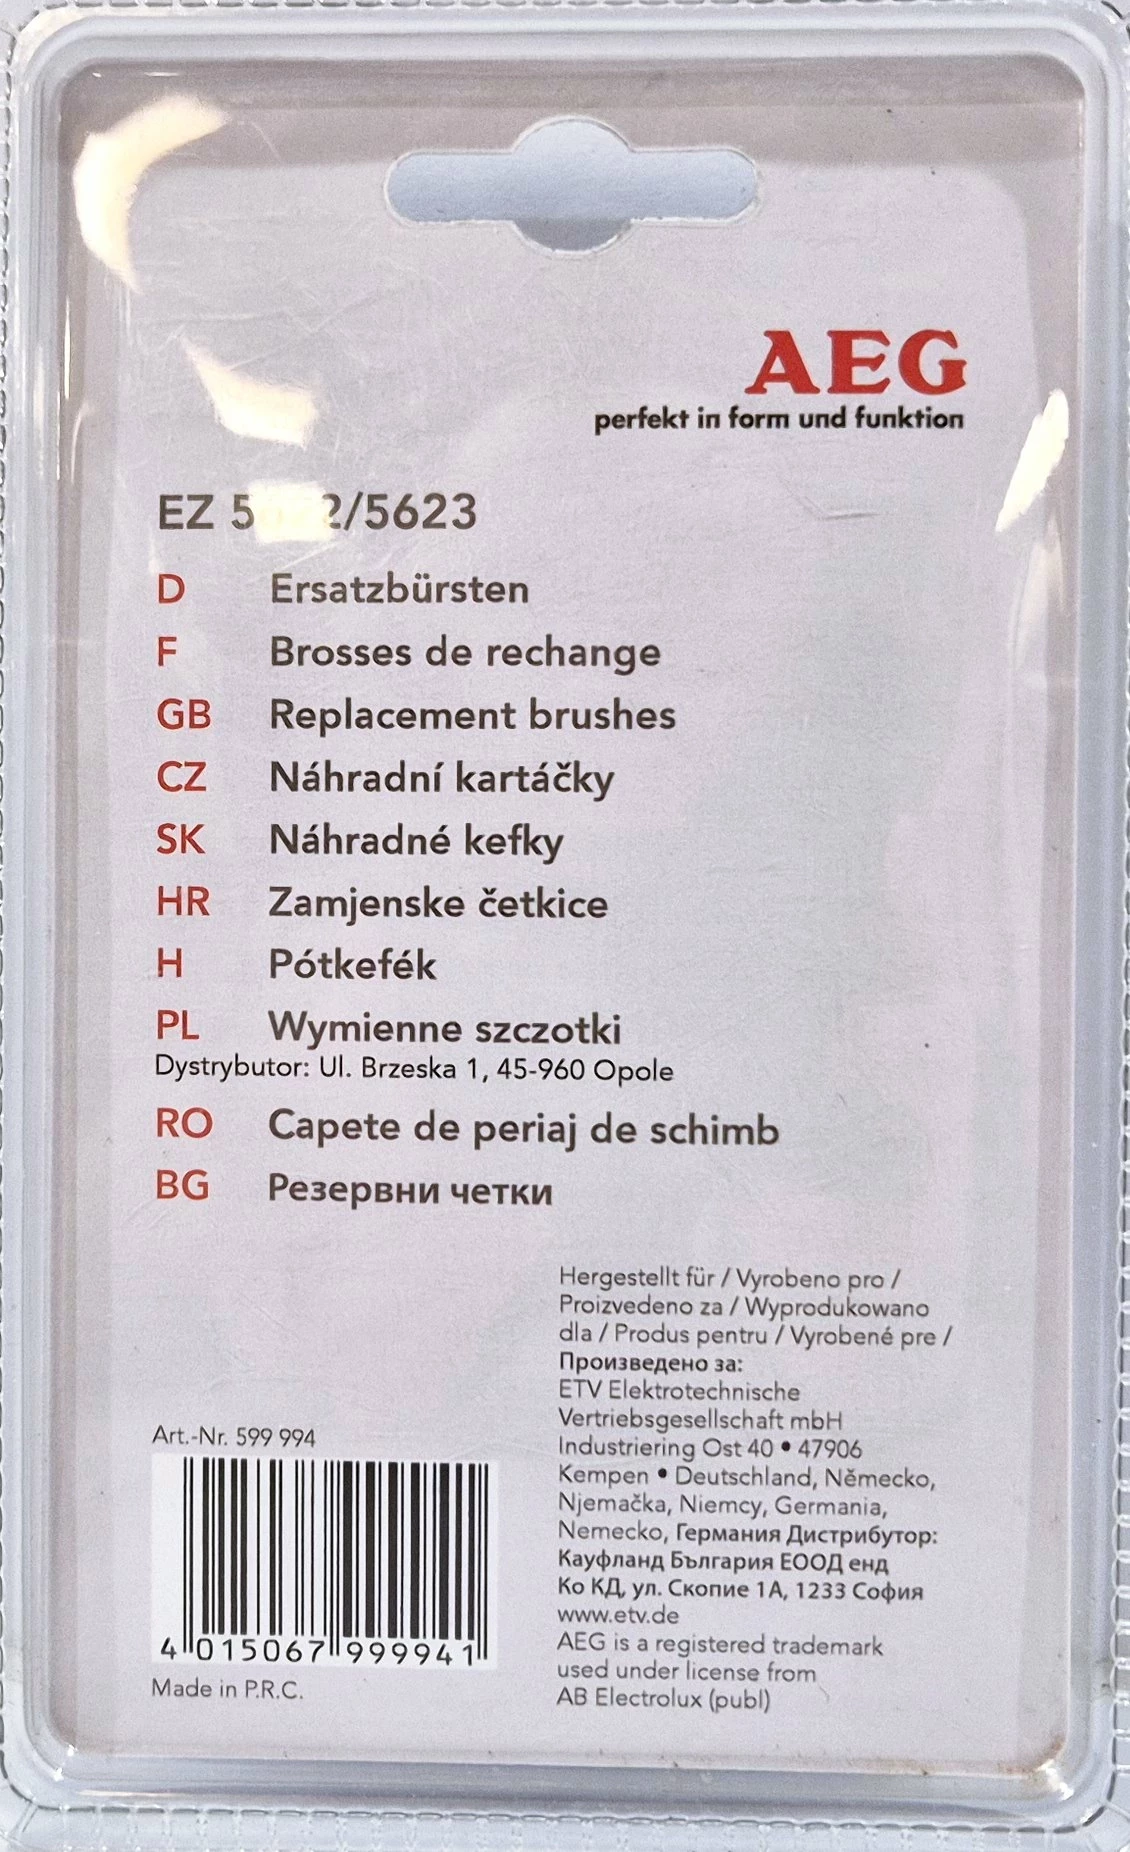 AEG
perfekt in form und funktion
EZ /5623
D Ersatzbürsten
F Brosses de rechange
GB Replacement brushes
CZ Náhradní kartáčky
SK Náhradné kefky
HR Zamjenske četkice
H Pótkefék
PL Wymienne szczotki
Dystrybutor: Ul. Brzeska 1, 45-960 Opole
RO Capete de periaj de schimb
BG Резервни четки
Hergestellt für / Vyrobeno pro /
Proizvedeno za / Wyprodukowano
dla / Produs pentru / Vyrobené pre /
Произведено за:
ETV Elektrotechnische
Vertriebsgesellschaft mbH
Industriering Ost 40 • 47906
Kempen • Deutschland, Německo,
Njemačka, Niemcy, Germania,
Nemecko, Германия Дистрибутор:
Кауфланд България ЕООД енд
Ко КД, ул. Скопие 1А, 1233 София
www.etv.de
AEG is a registered trademark
used under license from
AB Electrolux (publ)
Art.-Nr. 599 994
4 015067 999941
Made in P.R.C.